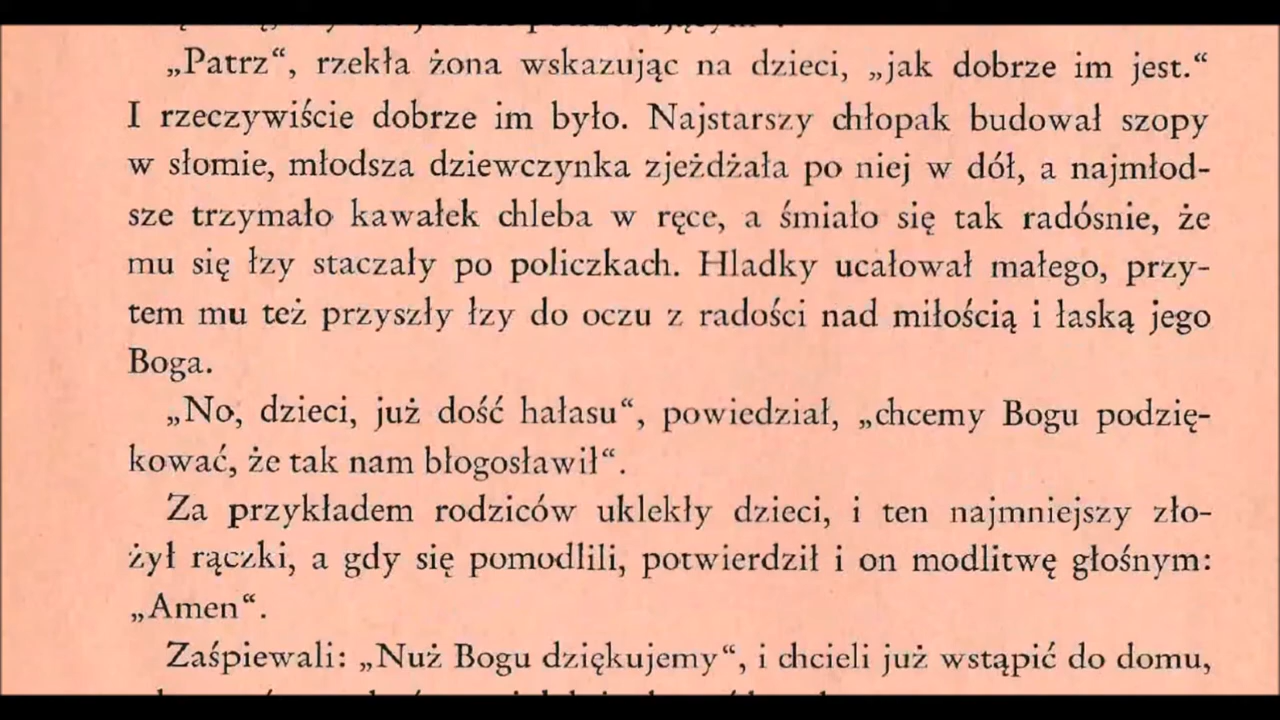 „Patrz“, rzekła żona wskazując na dzieci, „jak dobrze im jest.“
I rzeczywiście dobrze im było. Najstarszy chłopak budował szopy
w słomie, młodsza dziewczynka zjeżdżała po niej w dół, a najmłod-
sze trzymało kawałek chleba w ręce, a śmiało się tak radósnie, że
mu się łzy staczały po policzkach. Hladky ucałował małego, przy-
tem mu też przyszły łzy do oczu z radości nad miłością i łaską jego
Boga.
„No, dzieci, już dość hałasu“, powiedział, „chcemy Bogu podzię-
kować, że tak nam błogosławił“.
Za przykładem rodziców uklekły dzieci, i ten najmniejszy zło-
żył rączki, a gdy się pomodlili, potwierdził i on modlitwę głośnym:
„Amen“.
Zaśpiewali: „Nuż Bogu dziękujemy“, i chcieli już wstąpić do domu,